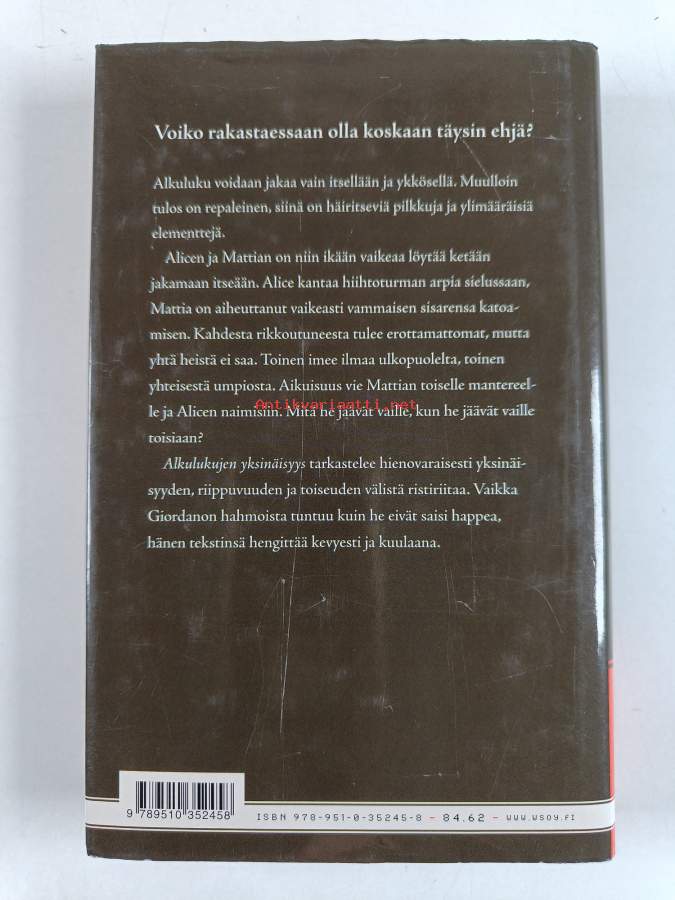 Voiko rakastaessaan olla koskaan täysin ehjä?
Alkuluku voidaan jakaa vain itsellään ja ykkösellä. Muulloin
tulos on repaleinen, siinä on häiritseviä pilkkuja ja ylimääräisiä
elementtejä.
Alicen ja Mattian on niin ikään vaikeaa löytää ketään
jakamaan itseään. Alice kantaa hiihtoturman arpia sielussaan,
Mattia on aiheuttanut vaikeasti vammaisen sisarensa katoa-
misen. Kahdesta rikkoutuneesta tulee erottamattomat, mutta
yhtä heistä ei saa. Toinen imee ilmaa ulkopuolelta, toinen
yhteisestä umpiosta. Aikuisuus vie Mattian toiselle mantereel-
le ja Alicen naimisiin. Mitä he jäävät vaille, kun he jäävät vaille
Antikvariaatti.net
toisiaan?
Alkulukujen yksinäisyys tarkastelee hienovaraisesti yksinäi-
syyden, riippuvuuden ja toiseuden välistä ristiriitaa. Vaikka
Giordanon hahmoista tuntuu kuin he eivät saisi happea,
hänen tekstinsä hengittää kevyesti ja kuulaana.
9 789510 352458
ISBN 978-951-0-35245-8 – 84.62 – WWW.WSOY.FI